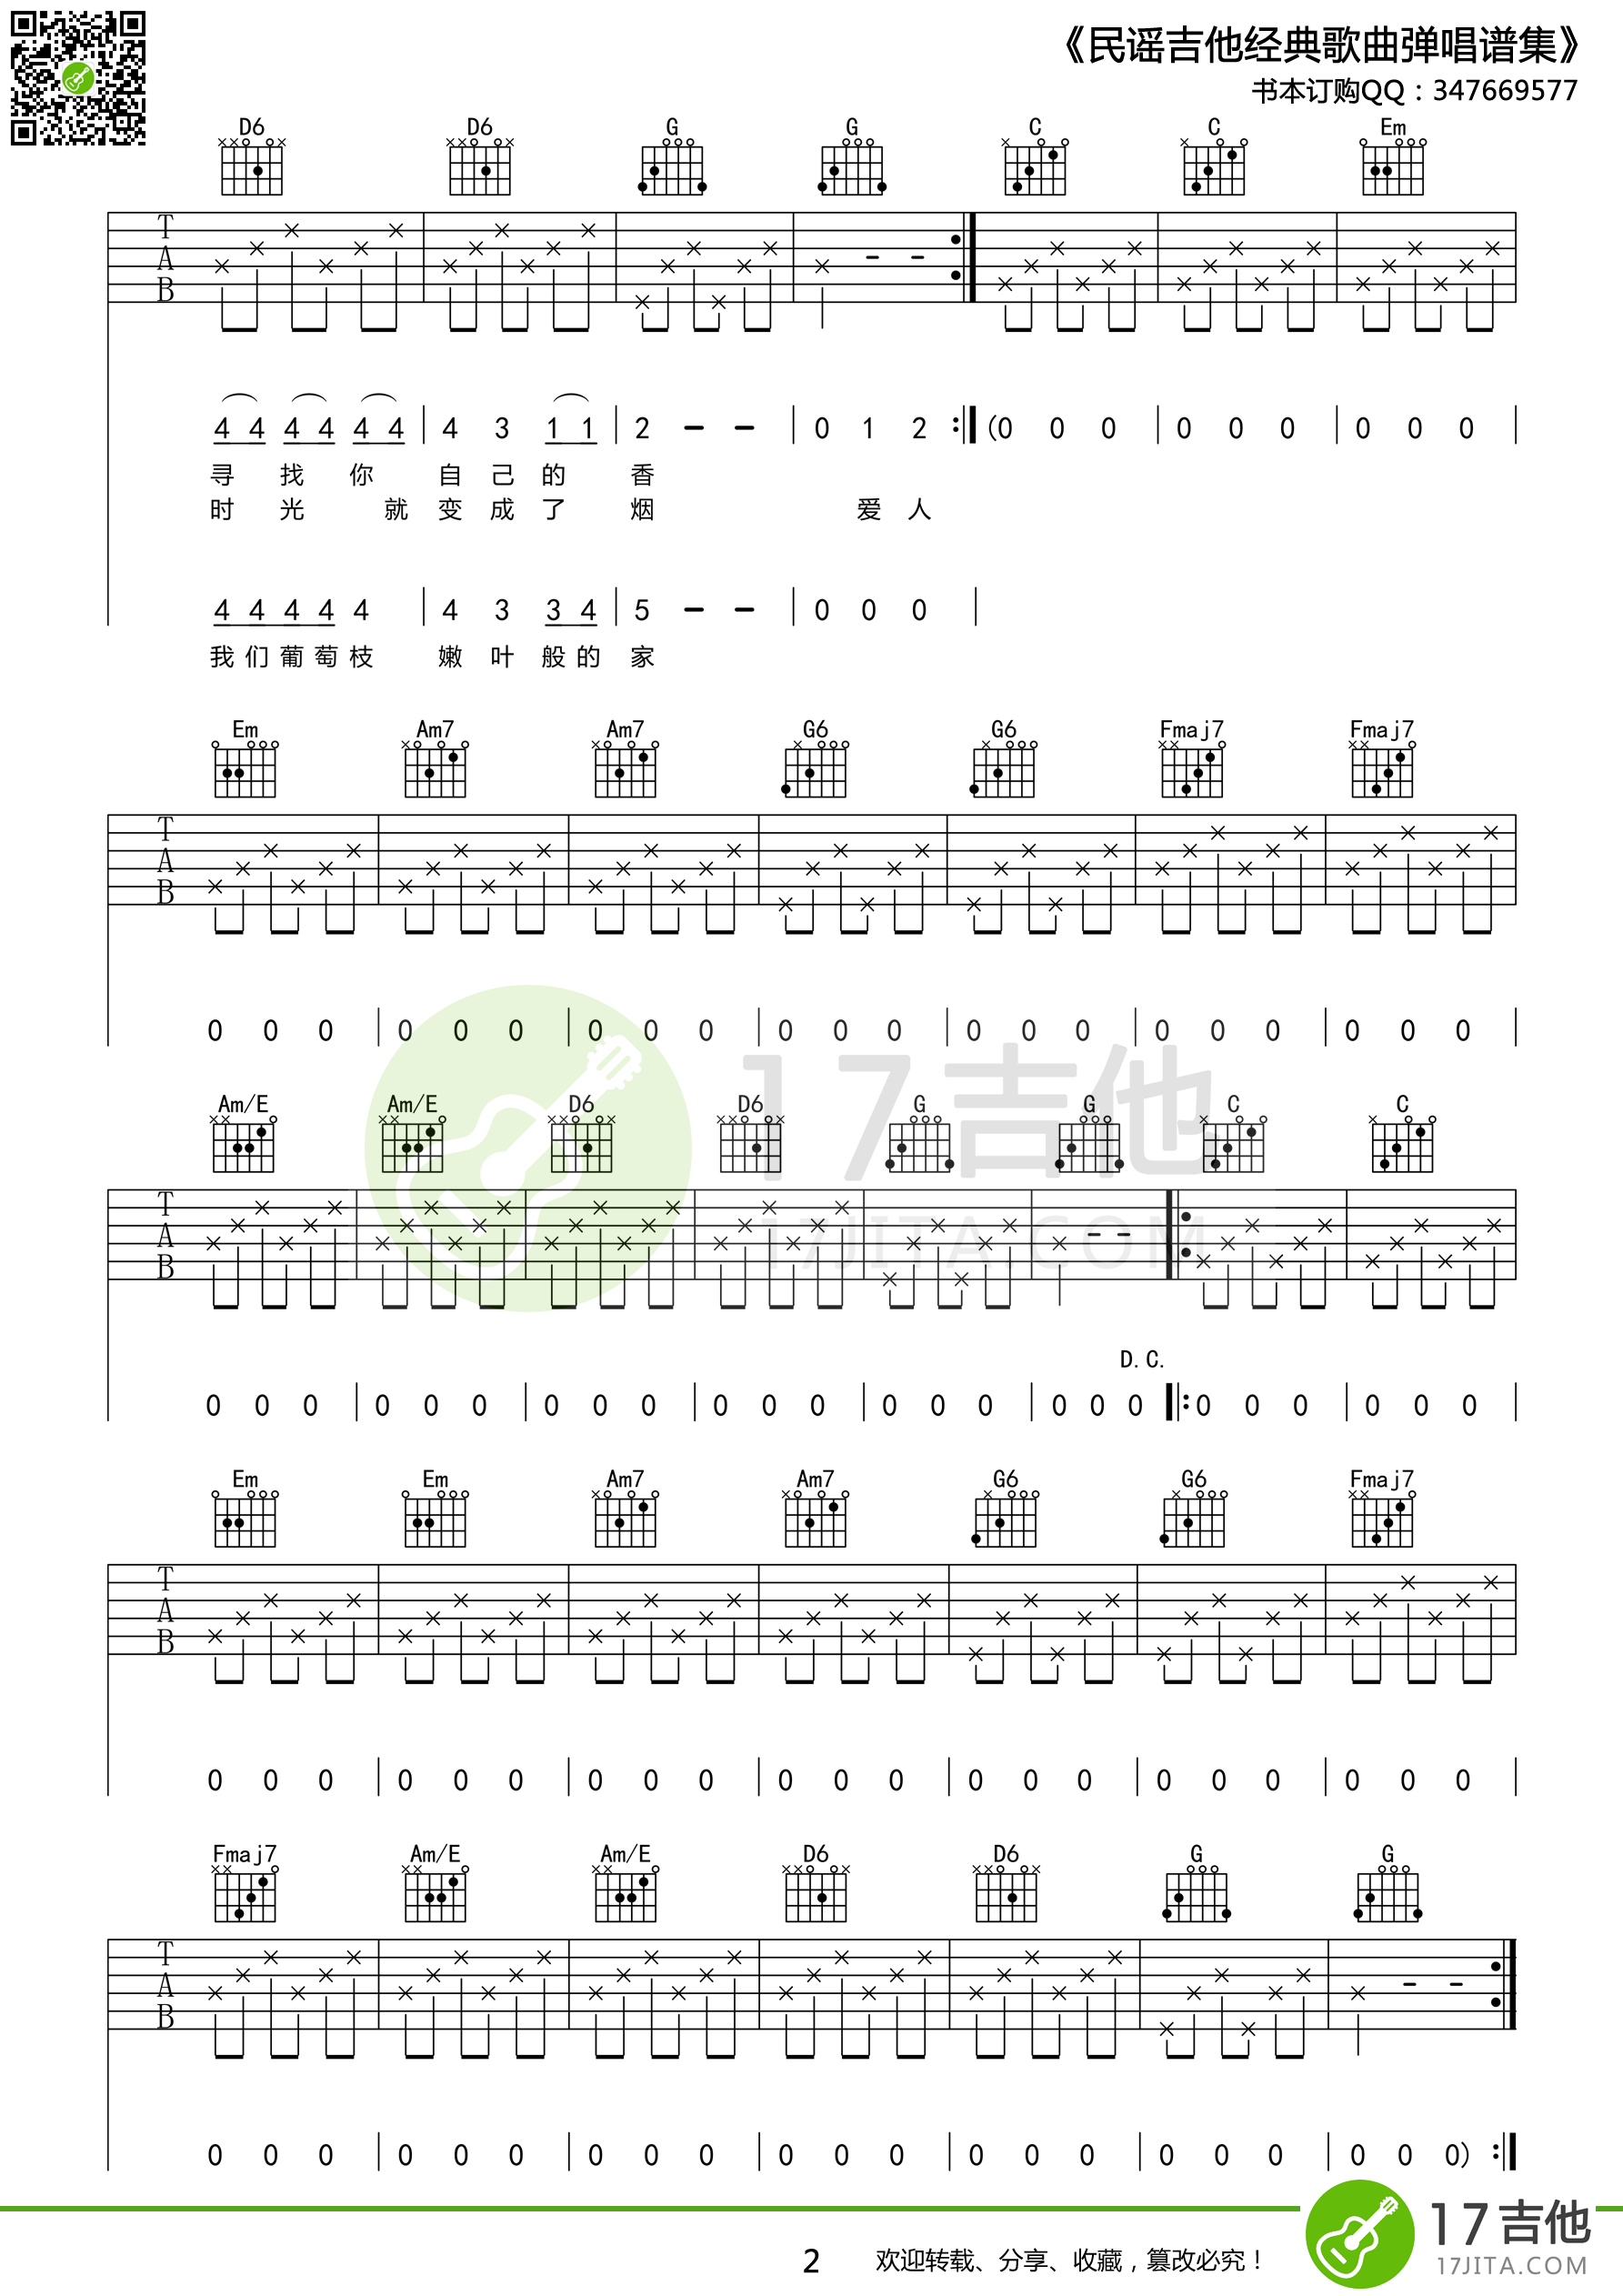 《民谣吉他经典歌曲弹唱谱集》
书本订购QQ：347669577
D6 D6 G G C C Em
T
A
B
4 4 4 4 4 4 | 4 3 1 1 | 2 – – | 0 1 2 :| (0 0 0 | 0 0 0 | 0 0 0 |
寻 找 你 自 己 的 香
时 光 就 变 成 了 烟 爱 人
4 4 4 4 4 | 4 3 3 4 | 5 – – | 0 0 0 |
我 们 葡 萄 枝 嫩 叶 般 的 家
Em Am7 Am7 G6 G6 Fmaj7 Fmaj7
T
A
B
0 0 0 | 0 0 0 | 0 0 0 | 0 0 0 | 0 0 0 | 0 0 0 | 0 0 0 |
17吉他
17JITA.COM
Am/E Am/E D6 D6 G G C C
T
A
B
D.C.
0 0 0 | 0 0 0 | 0 0 0 | 0 0 0 | 0 0 0 | 0 0 0 |: 0 0 0 | 0 0 0 |
Em Em Am7 Am7 G6 G6 Fmaj7
T
A
B
0 0 0 | 0 0 0 | 0 0 0 | 0 0 0 | 0 0 0 | 0 0 0 | 0 0 0 |
Fmaj7 Am/E Am/E D6 D6 G G
T
A
B
0 0 0 | 0 0 0 | 0 0 0 | 0 0 0 | 0 0 0 | 0 0 0 | 0 0 0) :|
2 欢迎转载、分享、收藏，篡改必究！
17吉他
17JITA.COM